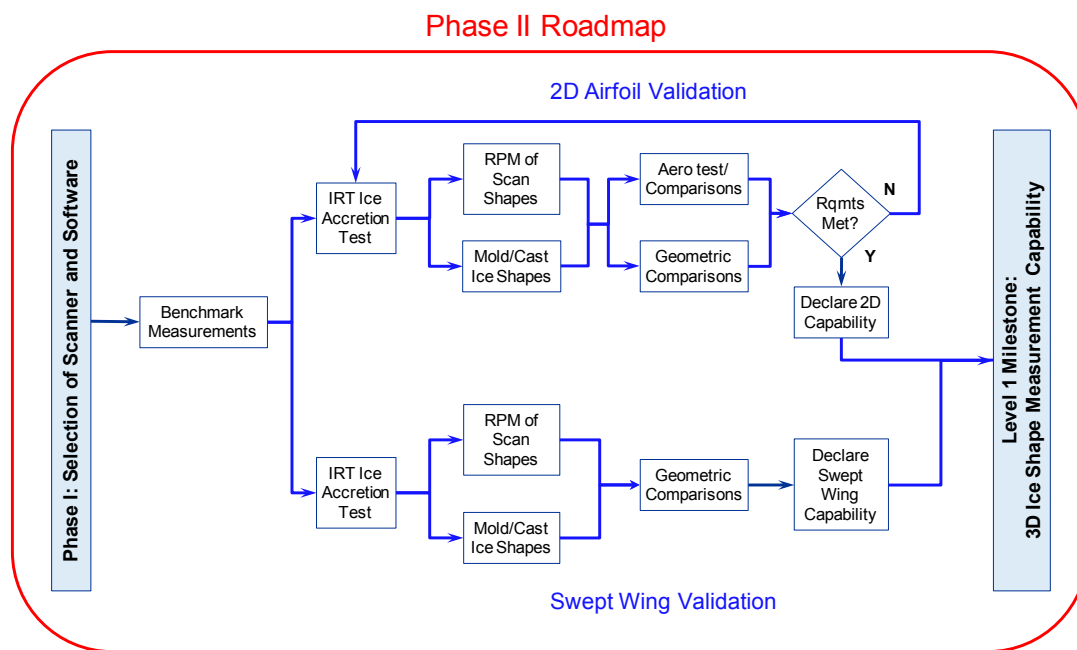 Phase II Roadmap
2D Airfoil Validation
Phase I: Selection of Scanner and Software
Benchmark
Measurements
IRT Ice
Accretion
Test
RPM of
Scan
Shapes
Mold/Cast
Ice Shapes
Aero test/
Comparisons
Geometric
Comparisons
Rqmts
Met?
N
Y
Declare 2D
Capability
IRT Ice
Accretion
Test
RPM of
Scan
Shapes
Mold/Cast
Ice Shapes
Geometric
Comparisons
Declare
Swept
Wing
Capability
Swept Wing Validation
Level 1 Milestone:
3D Ice Shape Measurement Capability